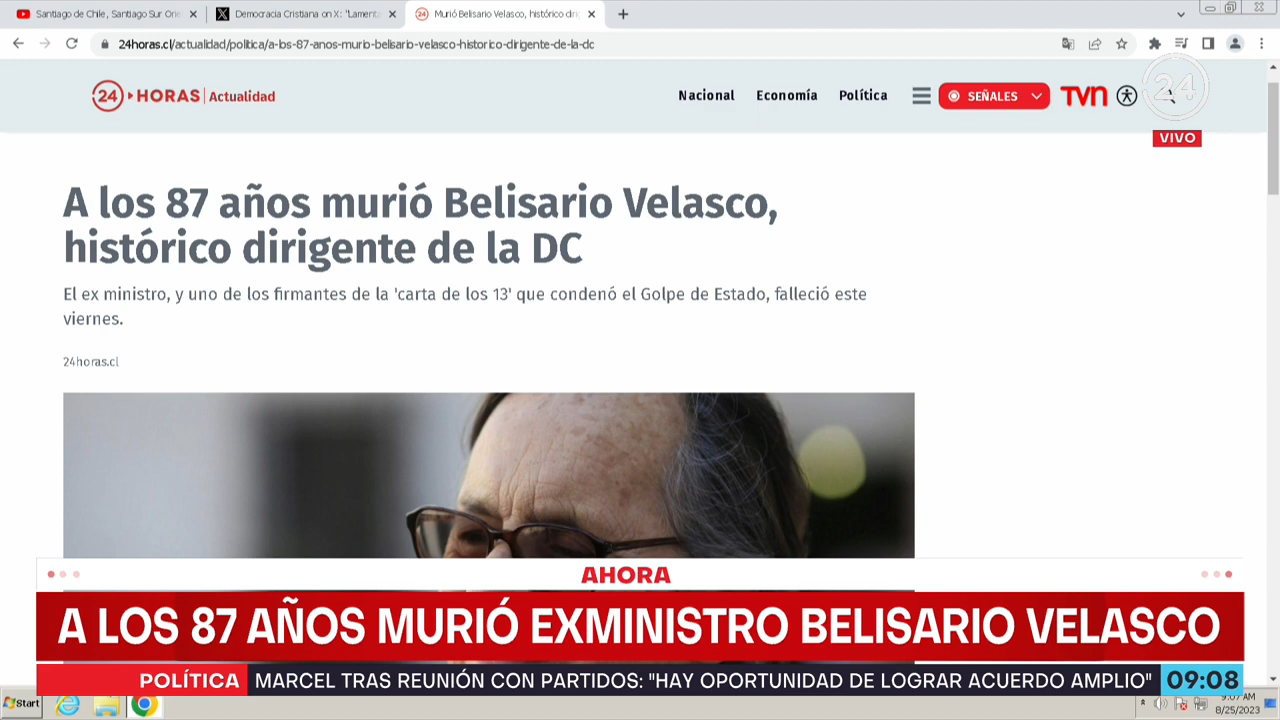 Santiago de Chile, Santiago Sur Orie
Democracia Cristiana on X: "Lamenta
Murió Belisario Velasco, histórico diri
24horas.cl/actualidad/politica/a-los-87-anos-murio-belisario-velasco-historico-dirigente-de-la-dc
24 HORAS Actualidad
Nacional
Economía
Política
SEÑALES
TVN
24
VIVO
A los 87 años murió Belisario Velasco,
histórico dirigente de la DC
El ex ministro, y uno de los firmantes de la 'carta de los 13' que condenó el Golpe de Estado, falleció este
viernes.
24horas.cl
AHORA
A LOS 87 AÑOS MURIÓ EXMINISTRO BELISARIO VELASCO
POLÍTICA
MARCEL TRAS REUNIÓN CON PARTIDOS: "HAY OPORTUNIDAD DE LOGRAR ACUERDO AMPLIO"
09:08
Start
9:07 AM
8/25/2023